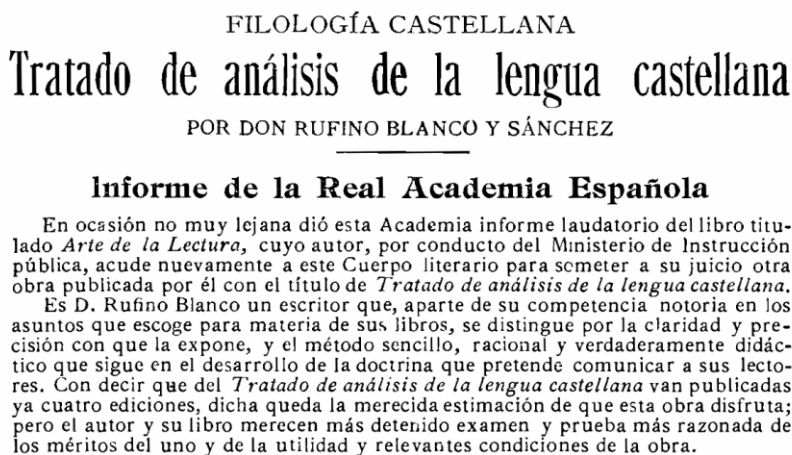 FILOLOGÍA CASTELLANA
Tratado de análisis de la lengua castellana
POR DON RUFINO BLANCO Y SÁNCHEZ
Informe de la Real Academia Española
En ocasión no muy lejana dió esta Academia informe laudatorio del libro titu-
lado Arte de la Lectura, cuyo autor, por conducto del Ministerio de Instrucción
pública, acude nuevamente a este Cuerpo literario para someter a su juicio otra
obra publicada por él con el título de Tratado de análisis de la lengua castellana.
Es D. Rufino Blanco un escritor que, aparte de su competencia notoria en los
asuntos que escoge para materia de sus libros, se distingue por la claridad y pre-
cisión con que la expone, y el método sencillo, racional y verdaderamente didác-
tico que sigue en el desarrollo de la doctrina que pretende comunicar a sus lecto-
res. Con decir que del Tratado de análisis de la lengua castellana van publicadas
ya cuatro ediciones, dicha queda la merecida estimación de que esta obra disfruta;
pero el autor y su libro merecen más detenido examen y prueba más razonada de
los méritos del uno y de la utilidad y relevantes condiciones de la obra.